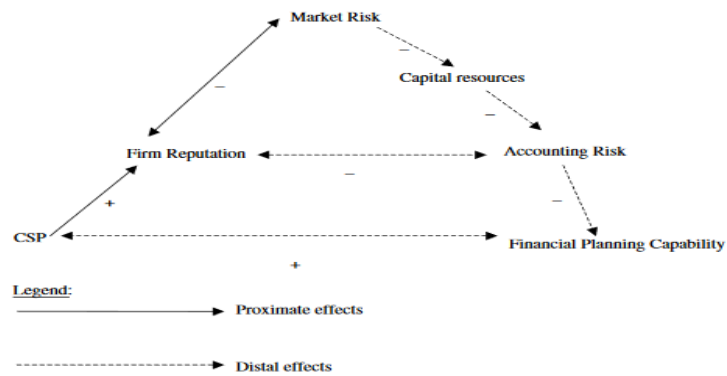 Market Risk
–
Capital resources
–
–
Firm Reputation
Accounting Risk
–
–
+
CSP
Financial Planning Capability
+
Legend:
Proximate effects
Distal effects